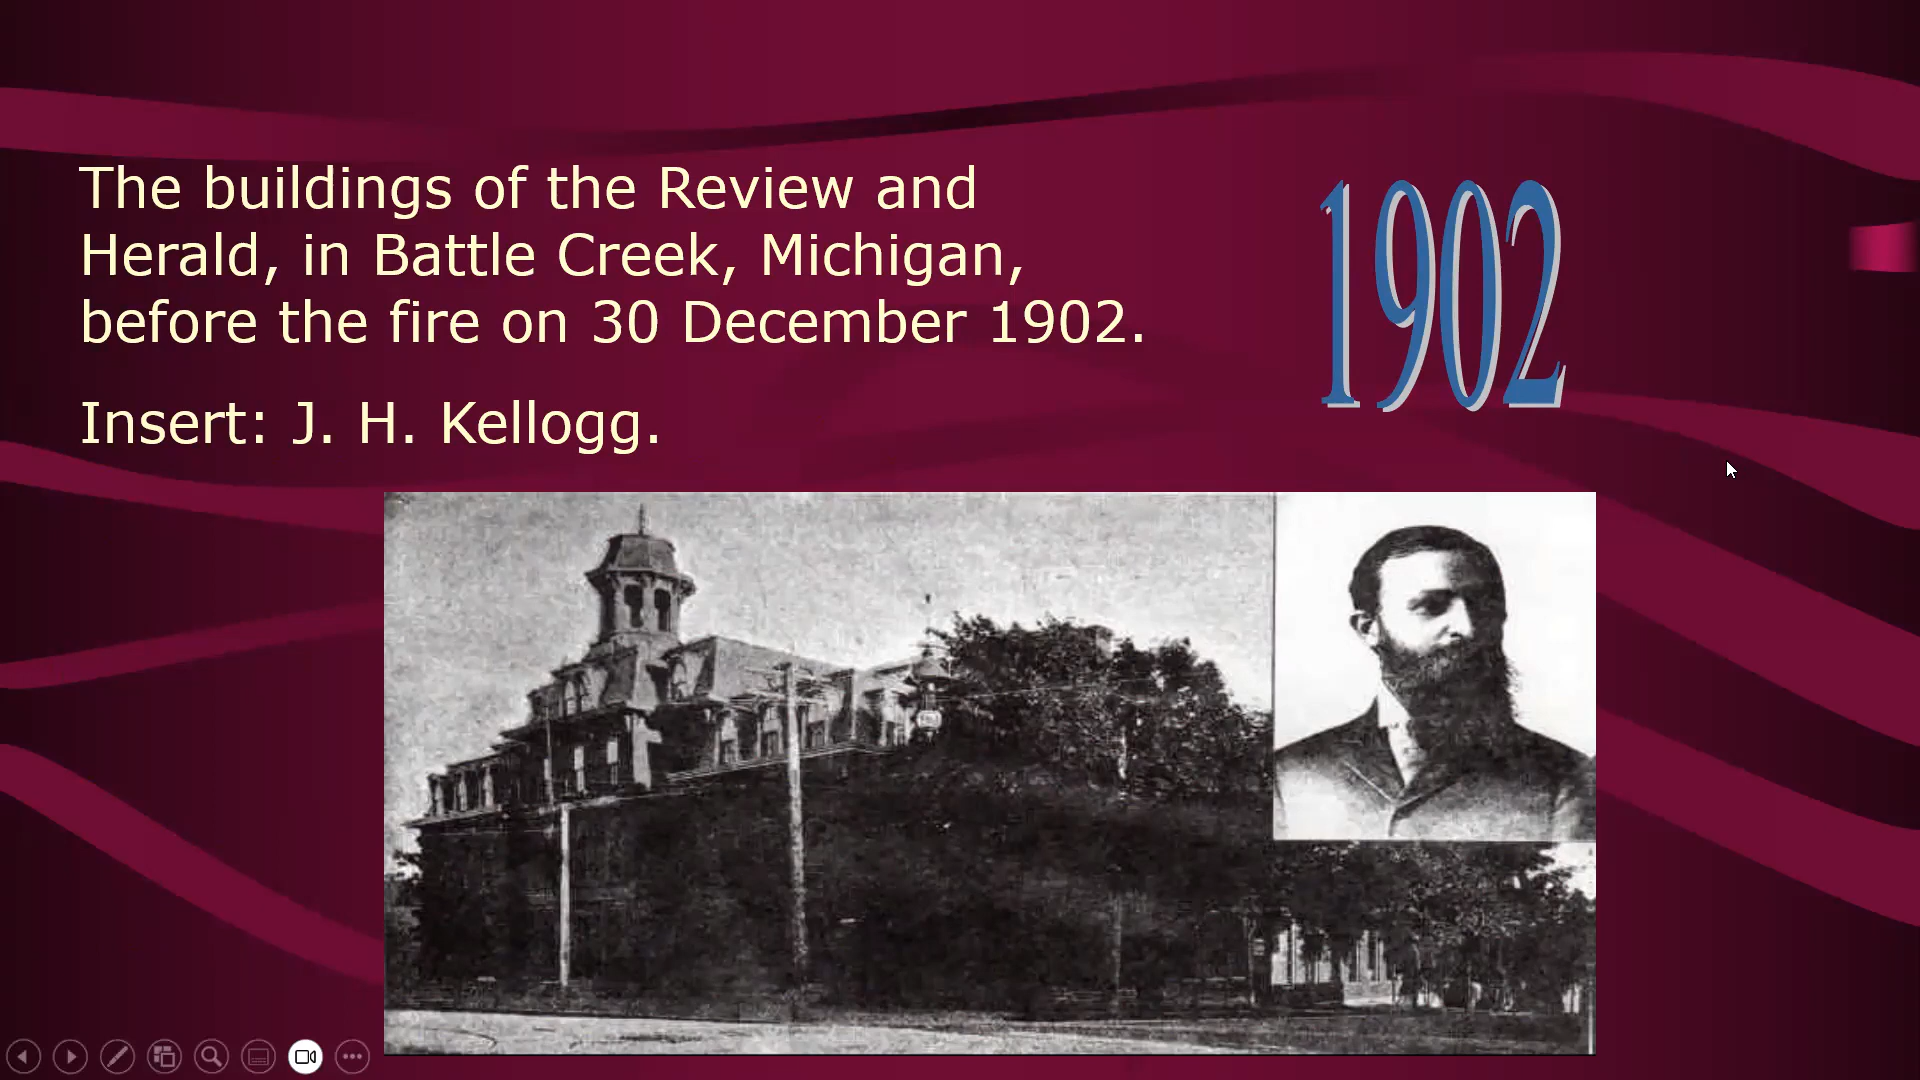 The buildings of the Review and
Herald, in Battle Creek, Michigan,
before the fire on 30 December 1902.
Insert: J. H. Kellogg.
1902